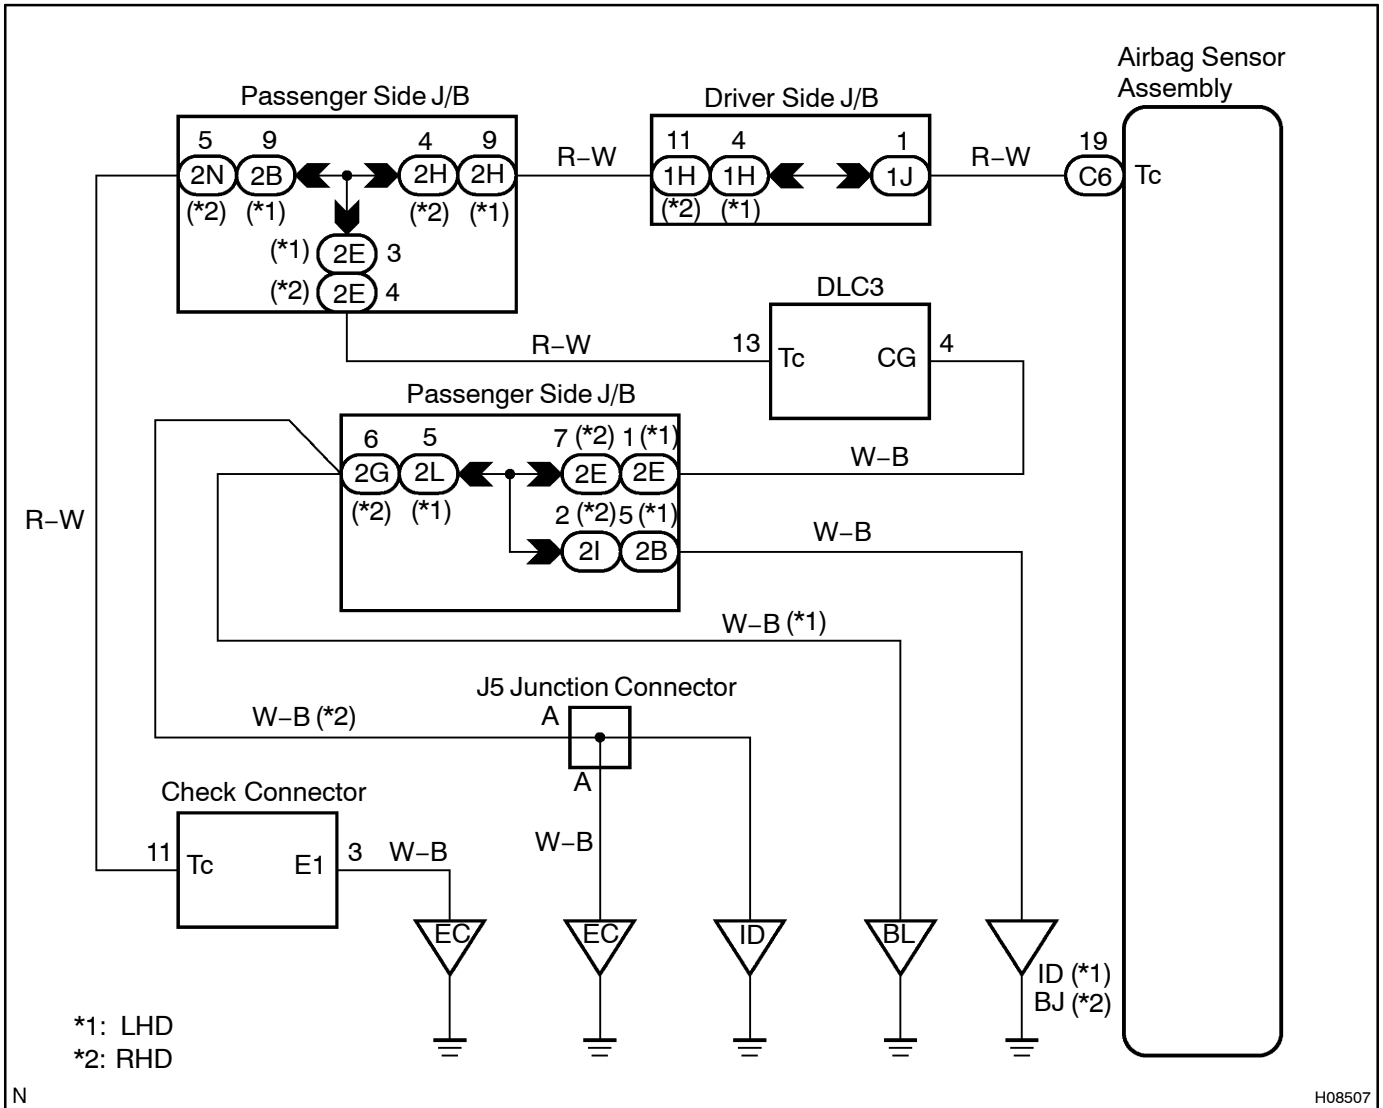 Airbag Sensor
Assembly
Passenger Side J/B
Driver Side J/B
5 9 4 9
11 4 1
19
2N 2B 2H 2H
R–W
1H 1H 1J
R–W
C6 Tc
(*2) (*1) (*2) (*1)
(*2) (*1)
(*1) 2E 3
(*2) 2E 4
DLC3
R–W
13 Tc CG 4
Passenger Side J/B
6 5 7 (*2) 1 (*1)
2G 2L 2E 2E
W–B
(*2) (*1) 2 (*2) 5 (*1)
R–W
2I 2B
W–B
W–B (*1)
J5 Junction Connector
W–B (*2)
A
A
Check Connector
11 Tc E1 3 W–B
W–B
EC EC ID BL
ID (*1)
BJ (*2)
*1: LHD
*2: RHD
N
H08507